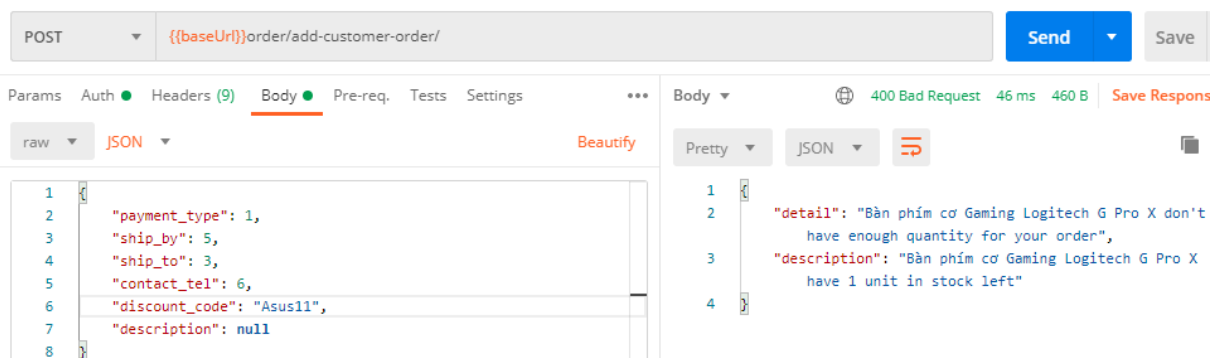 POST {{baseUrl}}order/add-customer-order/ Send Save
Params Auth Headers (9) Body Pre-req. Tests Settings ••• Body 400 Bad Request 46 ms 460 B Save Respons
raw JSON Beautify Pretty JSON
1 {
2 "payment_type": 1,
3 "ship_by": 5,
4 "ship_to": 3,
5 "contact_tel": 6,
6 "discount_code": "Asus11",
7 "description": null
8 }
1 {
2 "detail": "Bàn phím cơ Gaming Logitech G Pro X don't
have enough quantity for your order",
3 "description": "Bàn phím cơ Gaming Logitech G Pro X
have 1 unit in stock left"
4 }